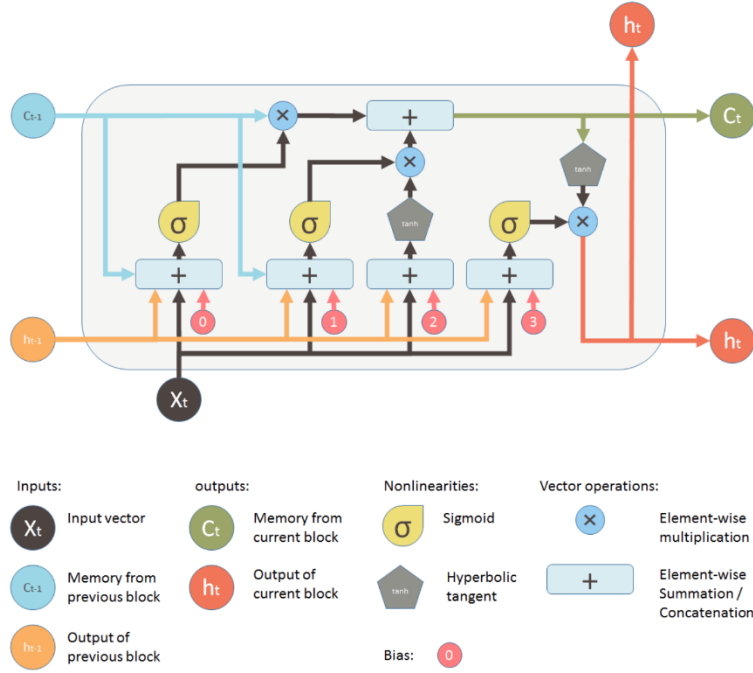 hₜ
Cₜ₋₁
×
+
Cₜ
×
tanh
σ
σ
tanh
σ
×
+
+
+
+
0
1
2
3
hₜ₋₁
hₜ
Xₜ
Inputs:
outputs:
Nonlinearities:
Vector operations:
Xₜ
Input vector
Cₜ
Memory from
current block
σ
Sigmoid
×
Element-wise
multiplication
Cₜ₋₁
Memory from
previous block
hₜ
Output of
current block
tanh
Hyperbolic
tangent
+
Element-wise
Summation /
Concatenation
hₜ₋₁
Output of
previous block
Bias:
0